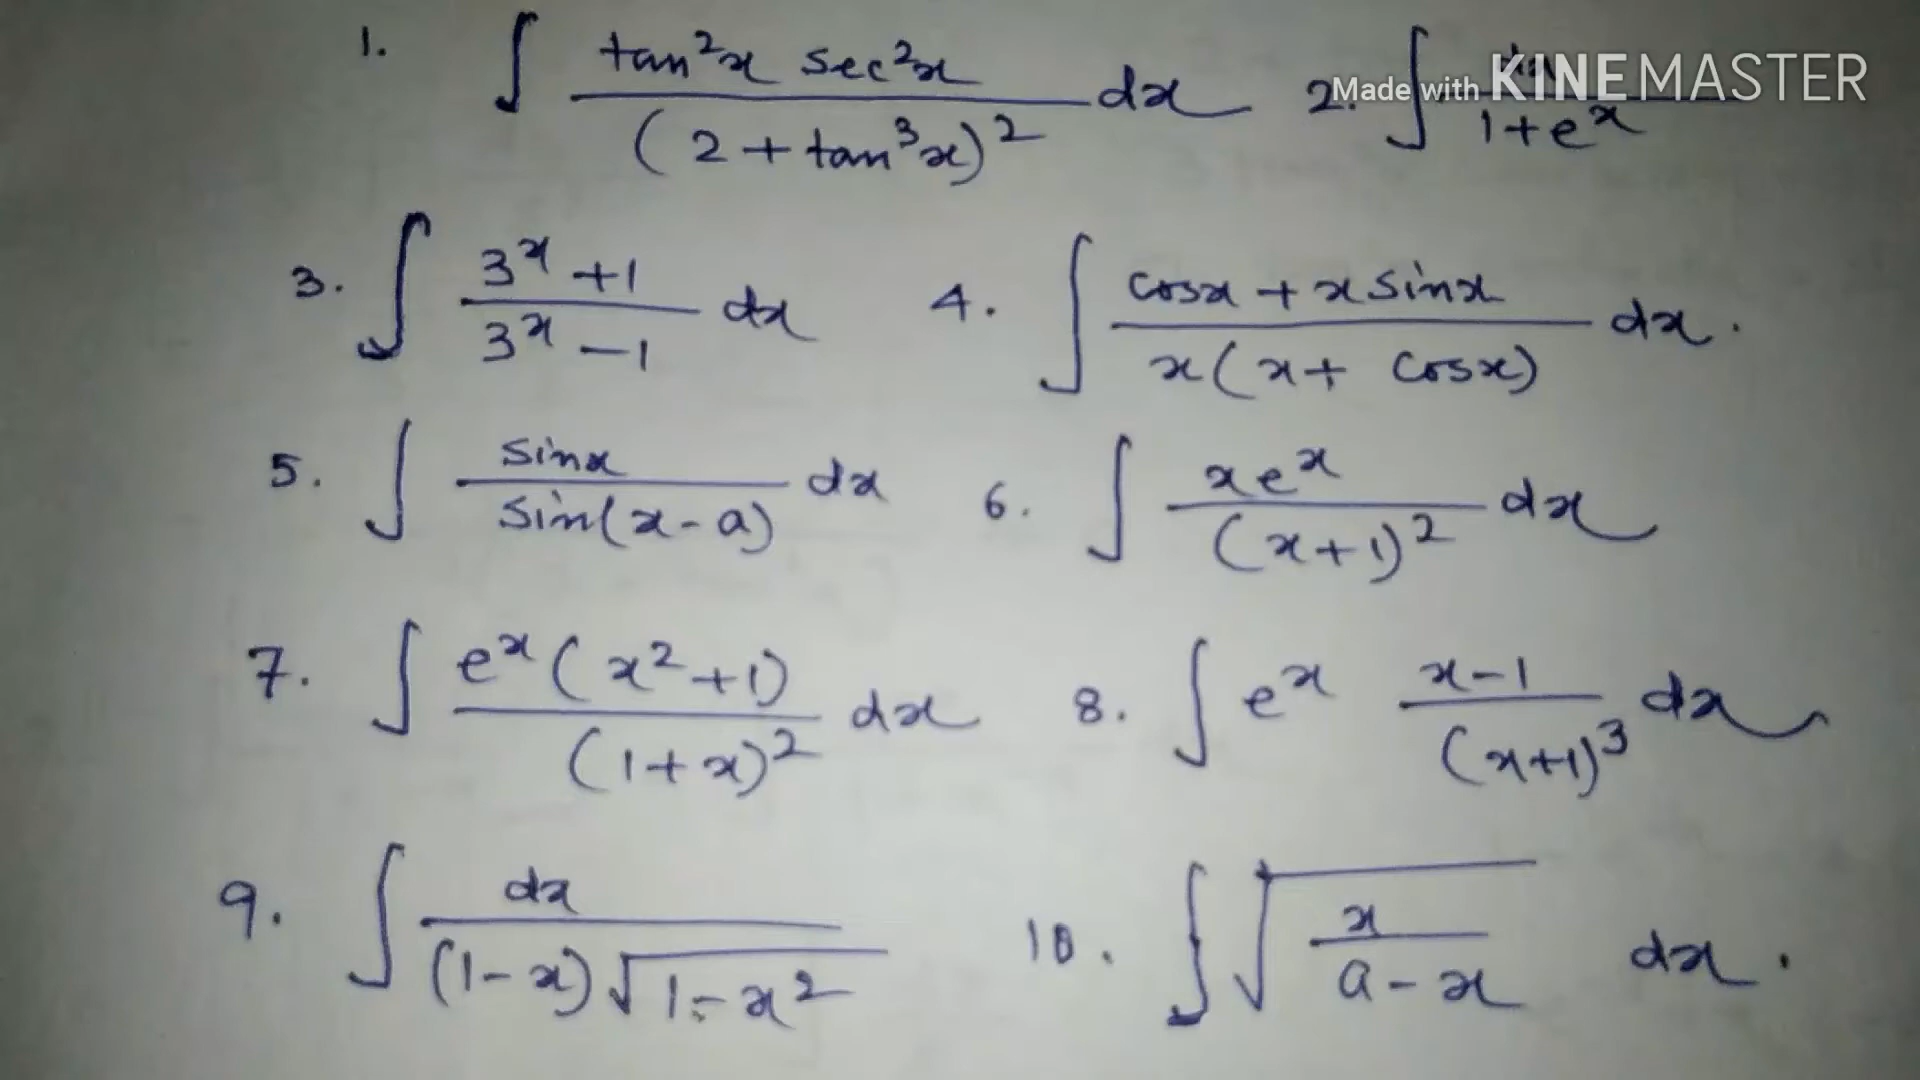 1. ∫ tan²x sec²x / (2 + tan³x)² dx 2. ∫ dx / 1+eˣ
Made with KINEMASTER
3. ∫ 3ˣ +1 / 3ˣ −1 dx 4. ∫ cosx + x sinx / x(x + cosx) dx.
5. ∫ sinx / sin(x-a) dx 6. ∫ xeˣ / (x+1)² dx
7. ∫ eˣ(x²+1) / (1+x)² dx 8. ∫ eˣ x-1 / (x+1)³ dx
9. ∫ dx / (1-x)√1-x² 10. ∫ √x / a-x dx.